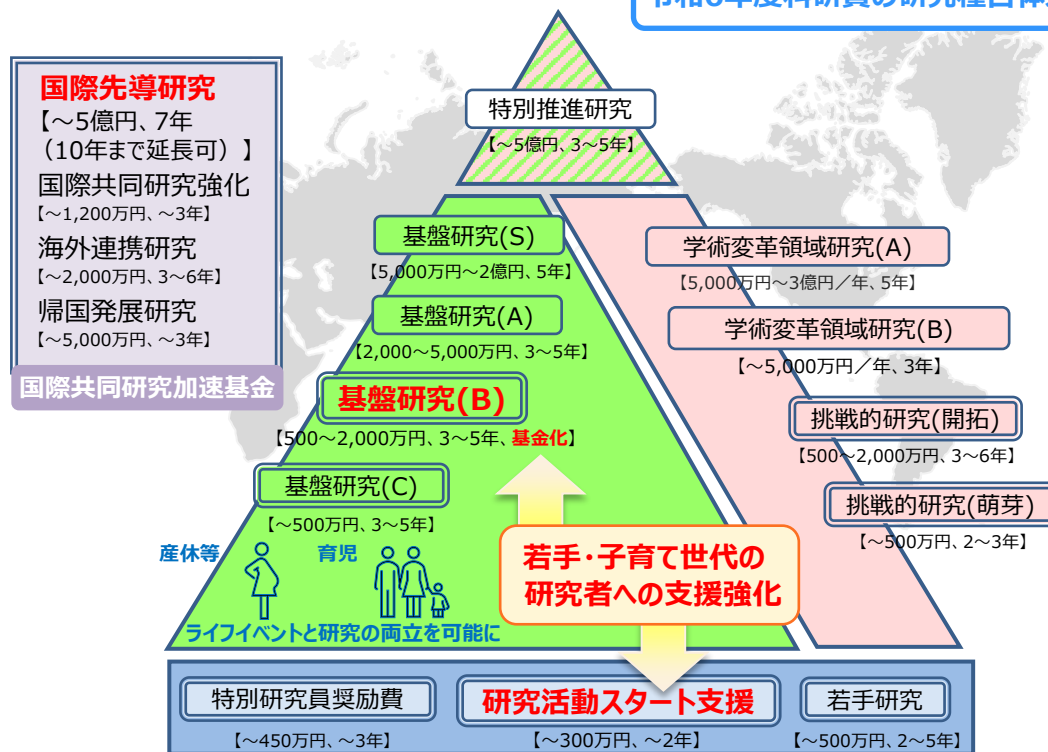 令和6年度科研費の研究種目体
国際先導研究
【～5億円、7年
（10年まで延長可）】
国際共同研究強化
【～1,200万円、～3年】
海外連携研究
【～2,000万円、3～6年】
帰国発展研究
【～5,000万円、～3年】
国際共同研究加速基金
特別推進研究
【～5億円、3～5年】
基盤研究(S)
【5,000万円～2億円、5年】
基盤研究(A)
【2,000～5,000万円、3～5年】
基盤研究(B)
【500～2,000万円、3～5年、基金化】
基盤研究(C)
【～500万円、3～5年】
産休等
育児
ライフイベントと研究の両立を可能に
学術変革領域研究(A)
【5,000万円～3億円／年、5年】
学術変革領域研究(B)
【～5,000万円／年、3年】
挑戦的研究(開拓)
【500～2,000万円、3～6年】
挑戦的研究(萌芽)
【～500万円、2～3年】
若手・子育て世代の
研究者への支援強化
特別研究員奨励費
【～450万円、～3年】
研究活動スタート支援
【～300万円、～2年】
若手研究
【～500万円、2～5年】